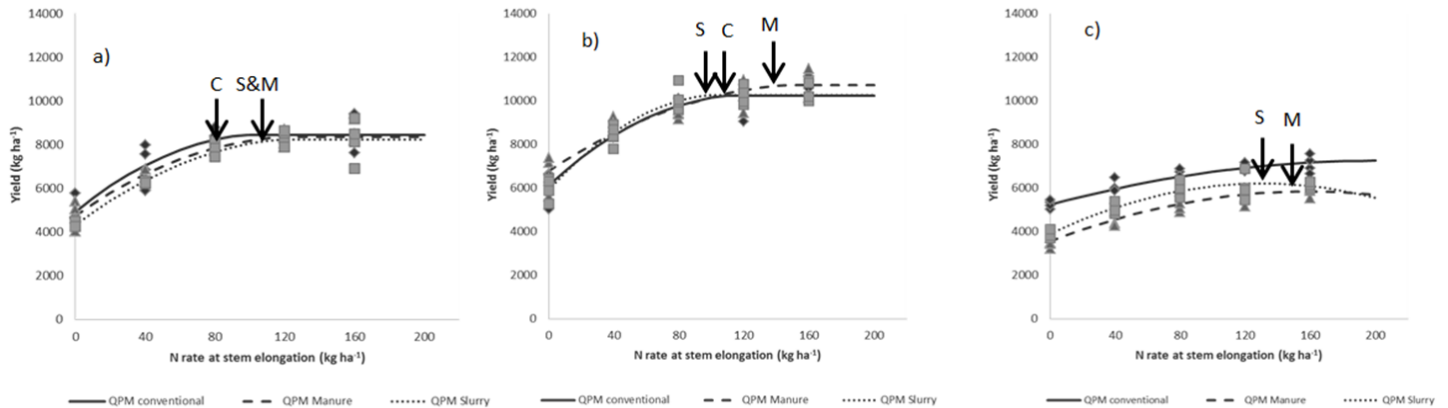 a)
C S&M
14000
12000
10000
8000
6000
4000
2000
0
Yield (kg ha-1)
0 40 80 120 160 200
N rate at stem elongation (kg ha-1)
QPM conventional QPM Manure QPM Slurry
b)
S C M
14000
12000
10000
8000
6000
4000
2000
0
Yield (kg ha-1)
0 40 80 120 160 200
N rate at stem elongation (kg ha-1)
QPM conventional QPM Manure QPM Slurry
c)
S M
14000
12000
10000
8000
6000
4000
2000
0
Yield (kg ha-1)
0 40 80 120 160 200
N rate at stem elongation (kg ha-1)
QPM conventional QPM Manure QPM Slurry